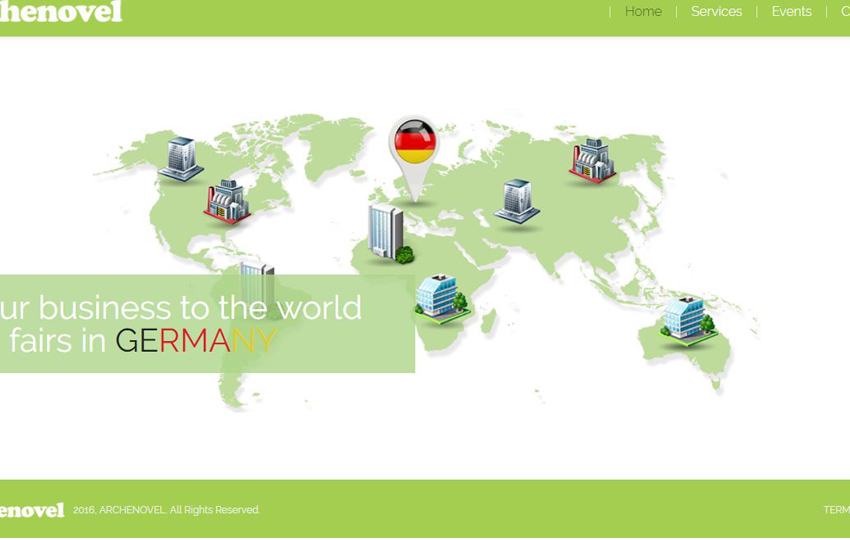 henovel
| Home | Services | Events |
ur business to the world
fairs in GERMANY
enovel 2016, ARCHENOVEL. All Rights Reserved.
TERM